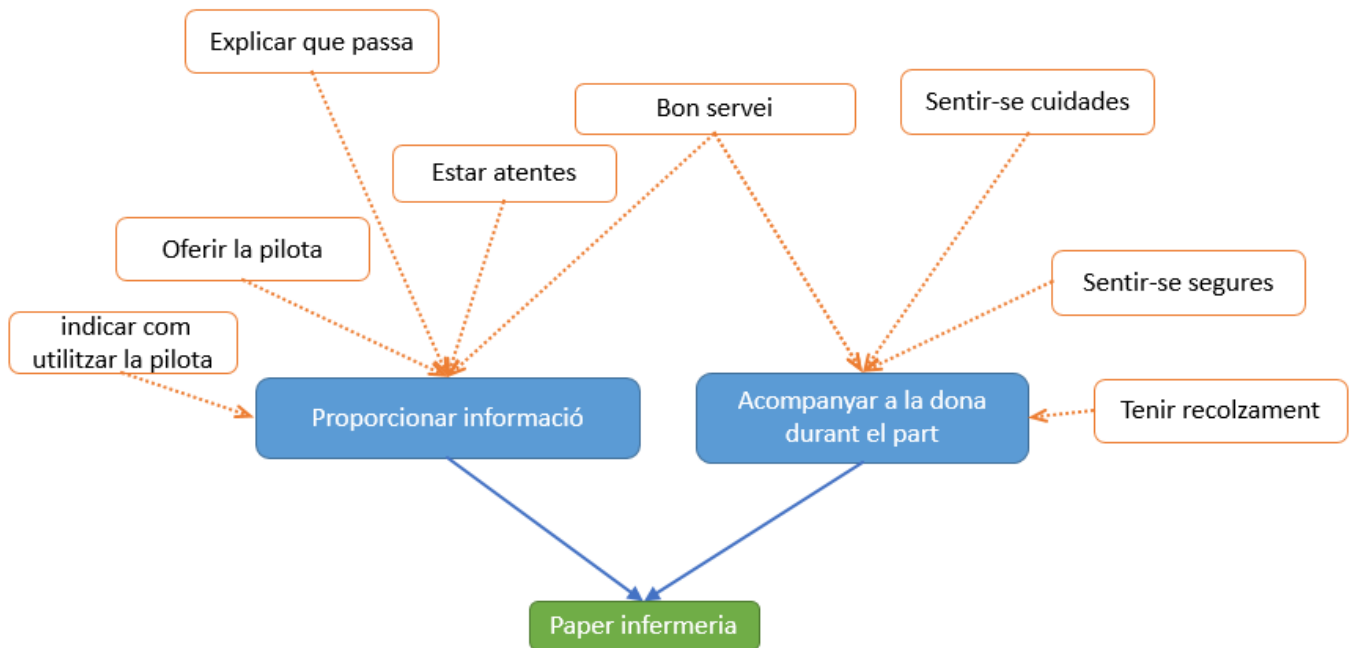 Explicar que passa
Bon servei
Sentir-se cuidades
Estar atentes
Oferir la pilota
Sentir-se segures
indicar com
utilitzar la pilota
Proporcionar informació
Acompanyar a la dona
durant el part
Tenir recolzament
Paper infermeria